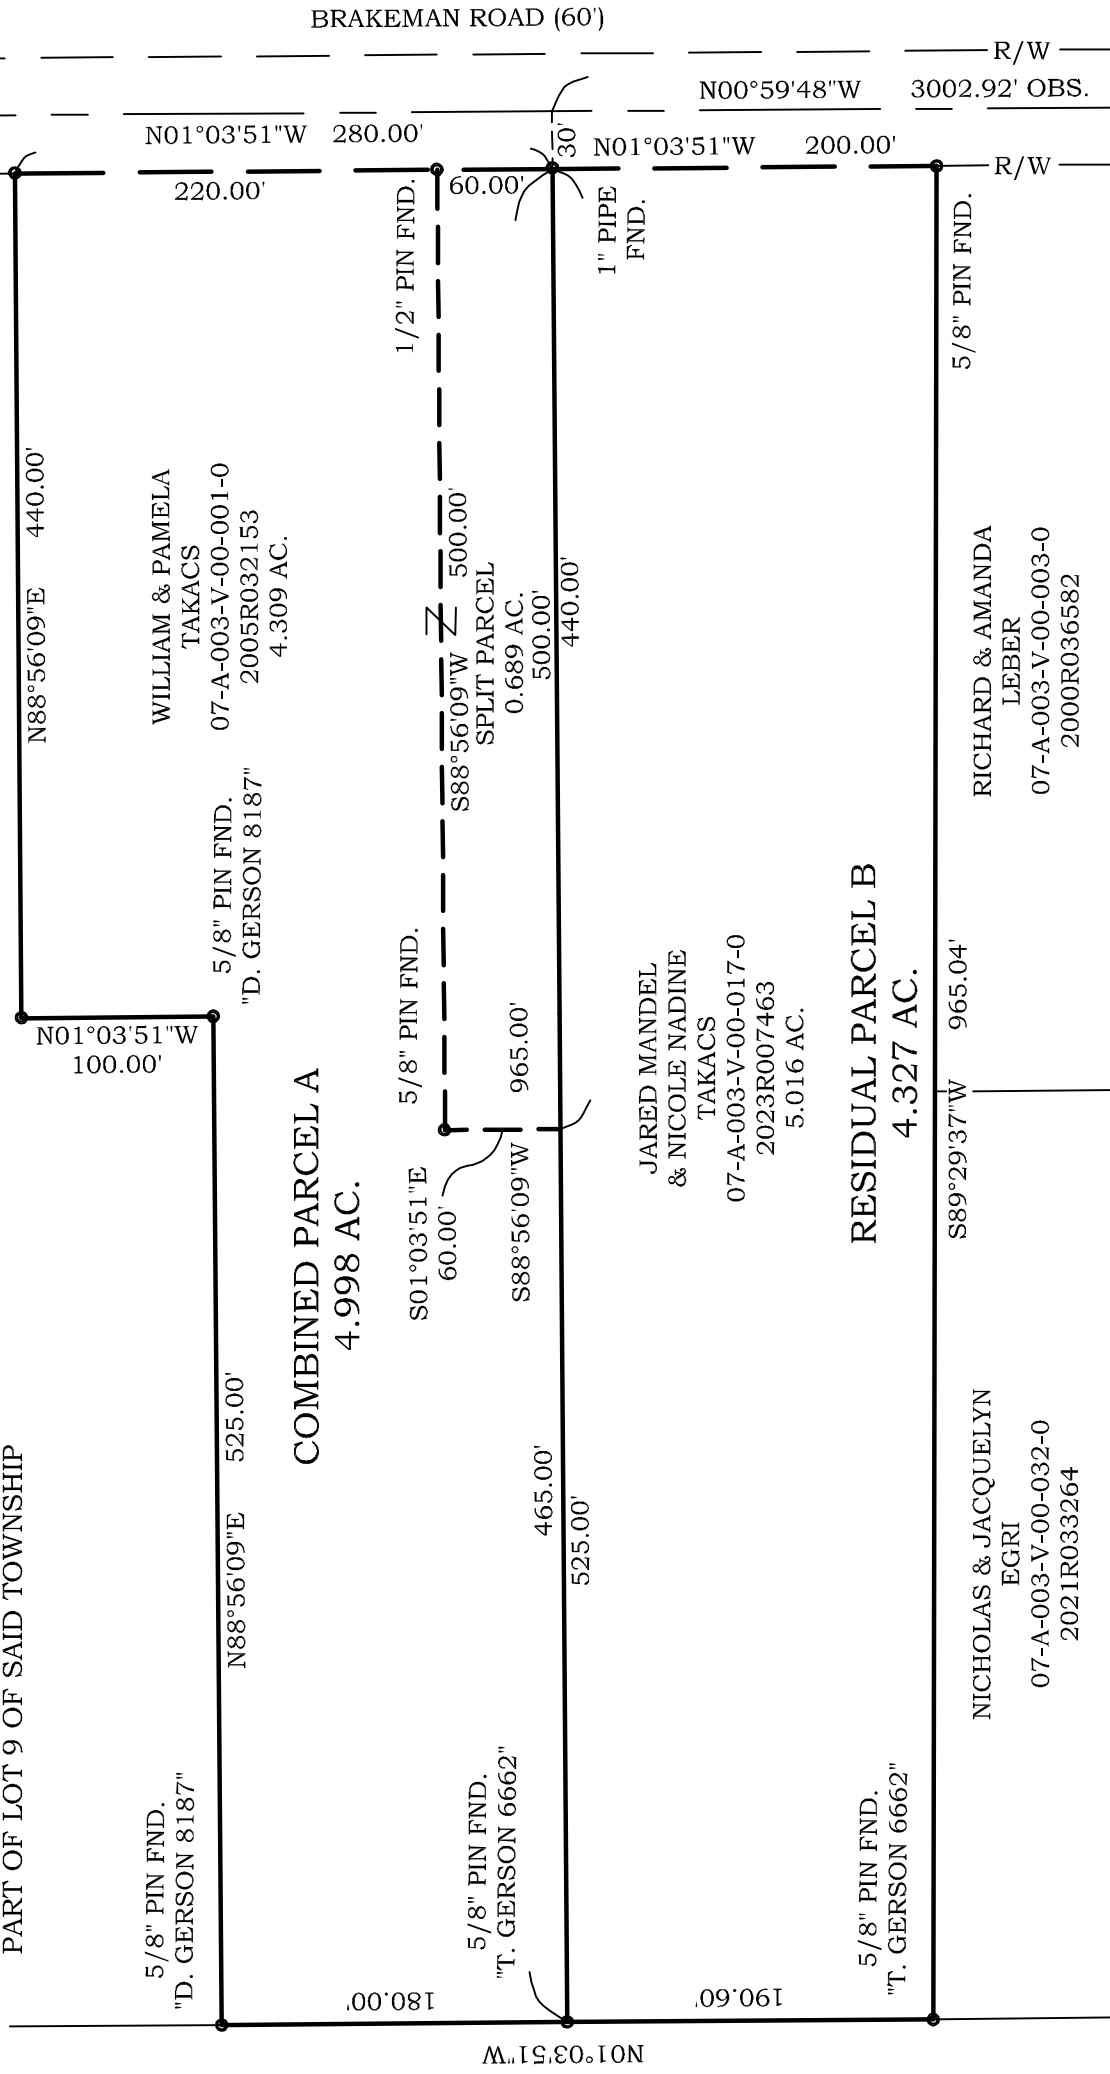 BRAKEMAN ROAD (60')
R/W
N00°59'48"W 3002.92' OBS.
N01°03'51"W 280.00'
30'
N01°03'51"W 200.00'
R/W
220.00'
60.00'
1/2" PIN FND.
1" PIPE
FND.
5/8" PIN FND.
N88°56'09"E 440.00'
WILLIAM & PAMELA
TAKACS
07-A-003-V-00-001-0
2005R032153
4.309 AC.
S88°56'09"W 500.00'
SPLIT PARCEL
0.689 AC.
500.00'
440.00'
RICHARD & AMANDA
LEBER
07-A-003-V-00-003-0
2000R036582
5/8" PIN FND.
"D. GERSON 8187"
N01°03'51"W
100.00'
5/8" PIN FND.
COMBINED PARCEL A
4.998 AC.
S01°03'51"E
60.00'
S88°56'09"W 965.00'
JARED MANDEL
& NICOLE NADINE
TAKACS
07-A-003-V-00-017-0
2023R007463
5.016 AC.
RESIDUAL PARCEL B
4.327 AC.
S89°29'37"W 965.04'
N88°56'09"E 525.00'
465.00'
525.00'
NICHOLAS & JACQUELYN
EGRI
07-A-003-V-00-032-0
2021R033264
PART OF LOT 9 OF SAID TOWNSHIP
5/8" PIN FND.
"D. GERSON 8187"
5/8" PIN FND.
"T. GERSON 6662"
5/8" PIN FND.
"T. GERSON 6662"
180.00'
190.60'
N01°03'51"W